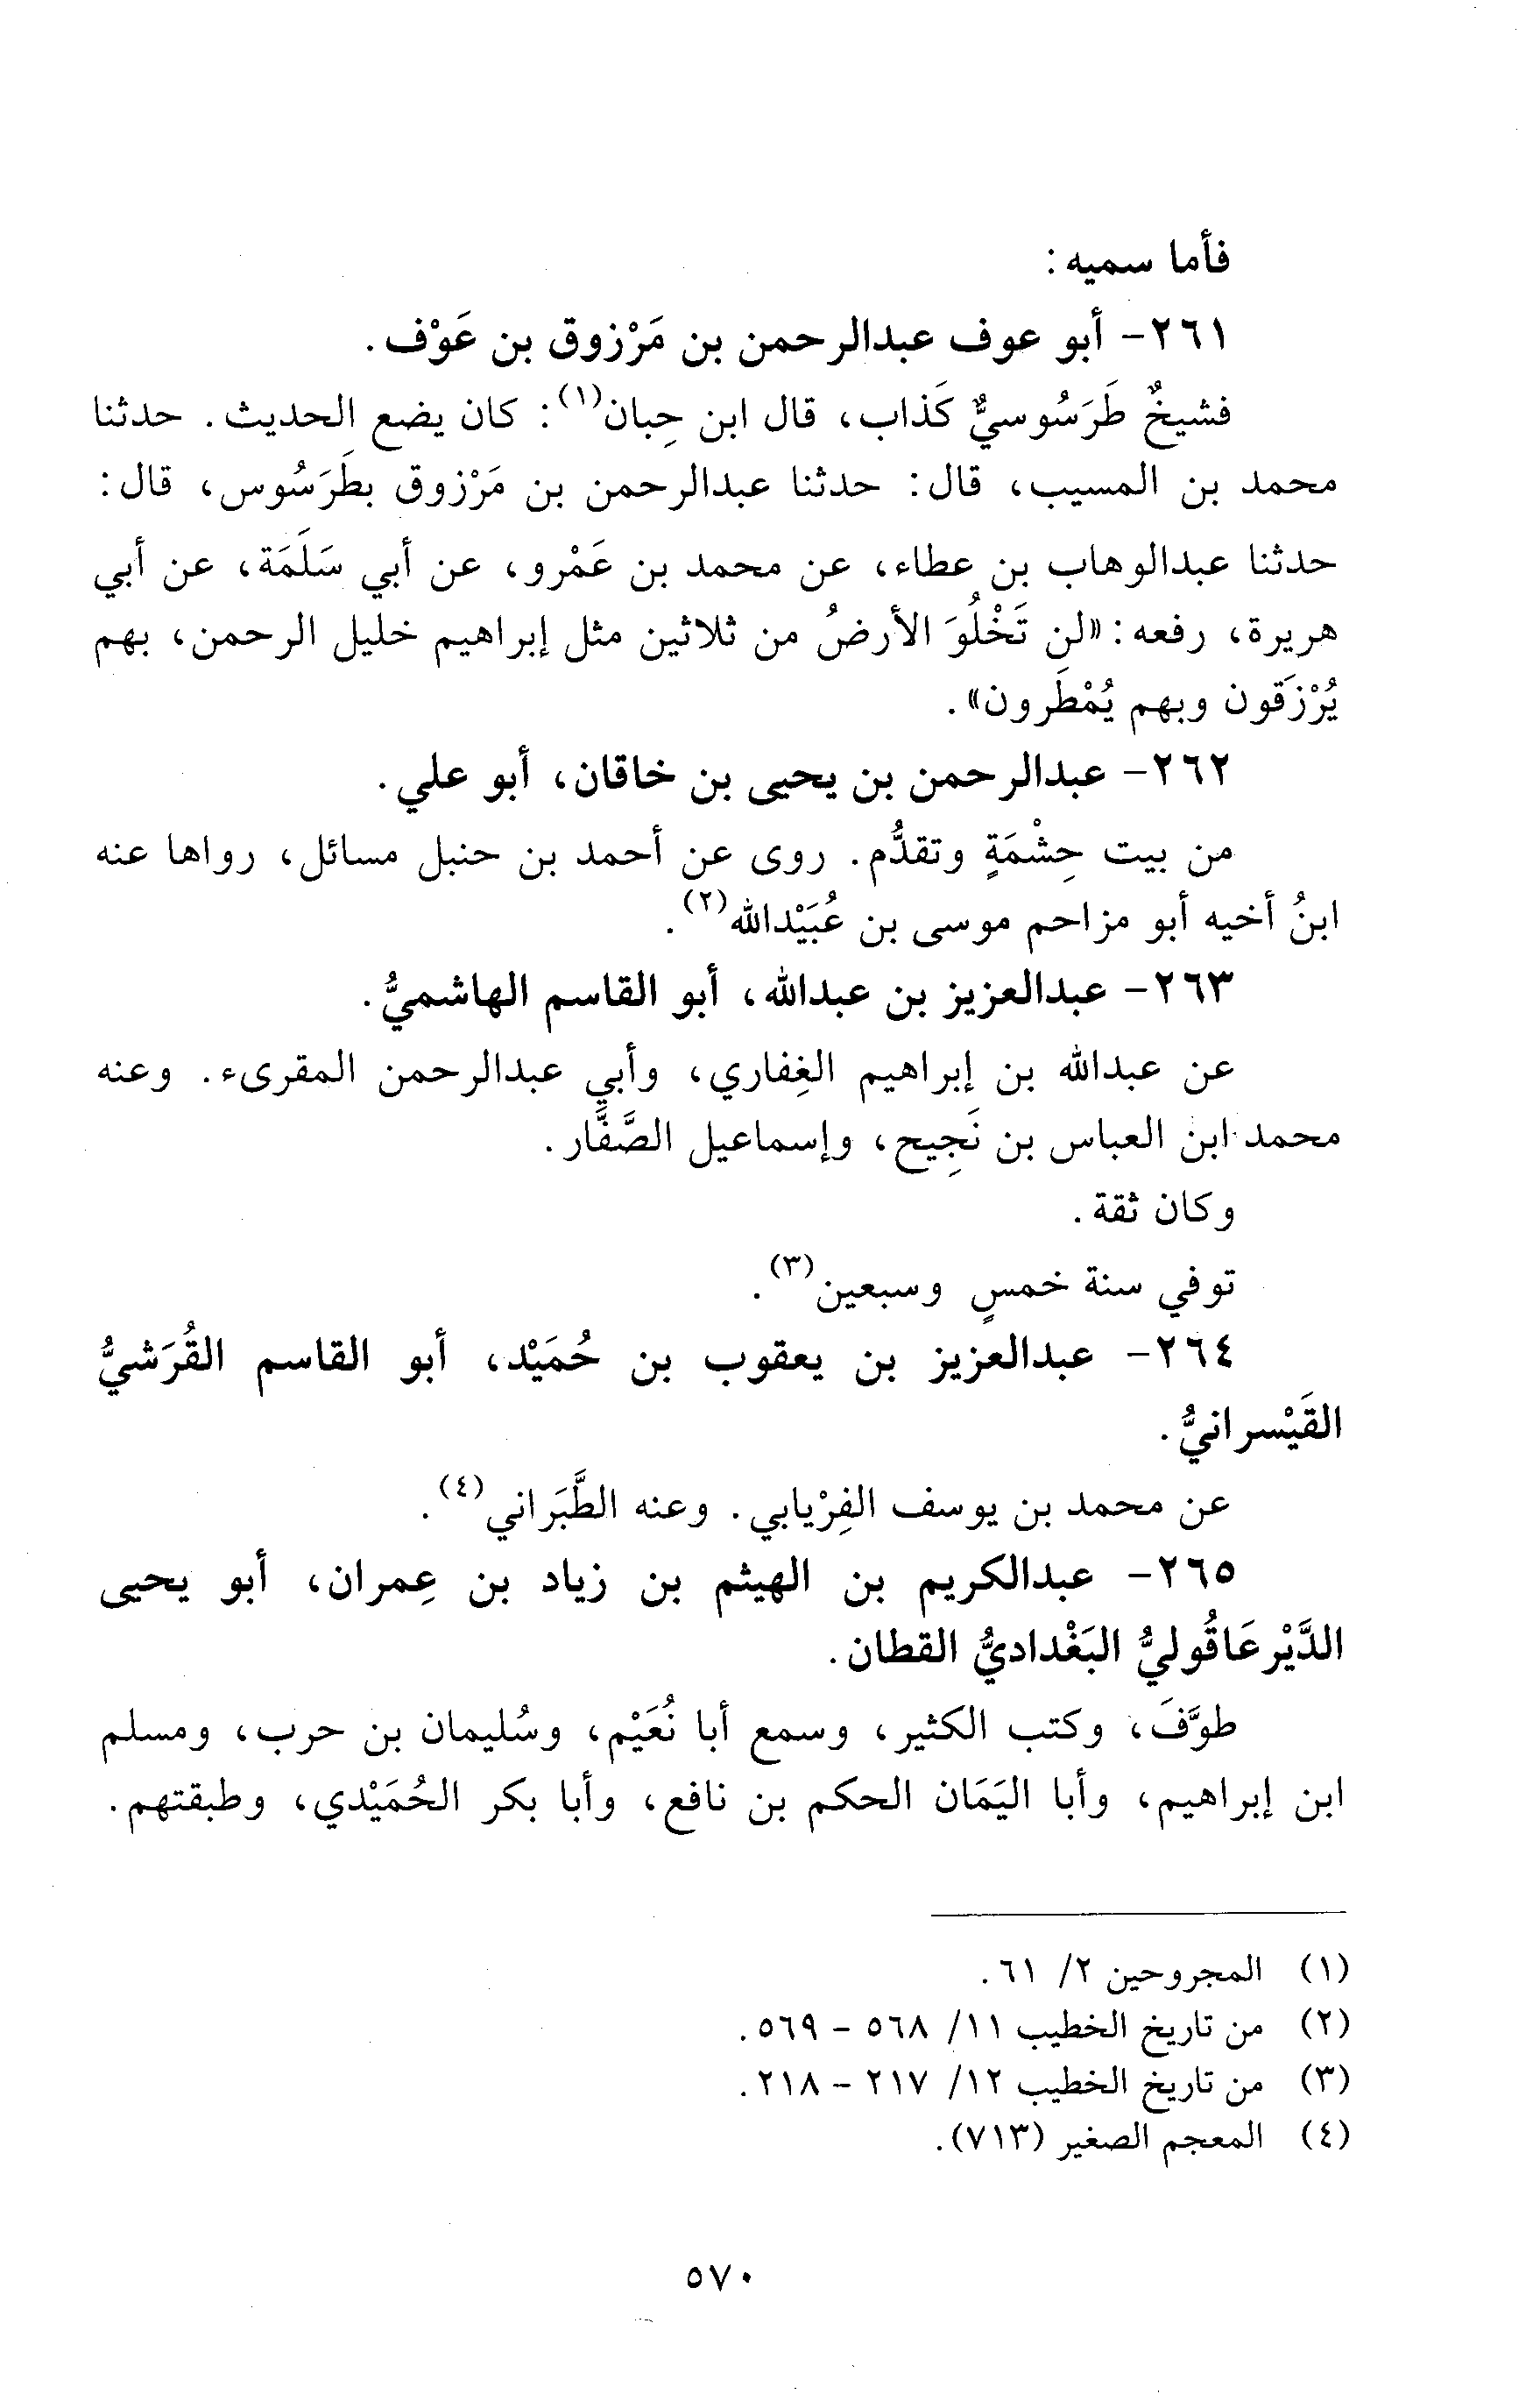 فأما سميه:
٢٦١- أبو عوف عبدالرحمن بن مَرْزوق بن عَوْف.
فشيخٌ طَرَسُوسيٌّ كَذاب، قال ابن حِبان(١): كان يضع الحديث. حدثنا
محمد بن المسيب، قال: حدثنا عبدالرحمن بن مَرْزوق بطَرَسُوس، قال:
حدثنا عبدالوهاب بن عطاء، عن محمد بن عَمْرو، عن أبي سَلَمَة، عن أبي
هريرة، رفعه: «لن تَخْلُوَ الأرضُ من ثلاثين مثل إبراهيم خليل الرحمن، بهم
يُرْزَقون وبهم يُمْطَرون».
٢٦٢- عبدالرحمن بن يحيى بن خاقان، أبو علي.
من بيت حِشْمَةٍ وتقدُّم. روى عن أحمد بن حنبل مسائل، رواها عنه
ابنُ أخيه أبو مزاحم موسى بن عُبَيْدالله(٢).
٢٦٣- عبدالعزيز بن عبدالله، أبو القاسم الهاشميُّ.
عن عبدالله بن إبراهيم الغِفاري، وأبي عبدالرحمن المقرىء. وعنه
محمد ابن العباس بن نَجِيح، وإسماعيل الصَّفَّار.
وكان ثقة.
توفي سنة خمسٍ وسبعين(٣).
٢٦٤- عبدالعزيز بن يعقوب بن حُمَيْد، أبو القاسم القُرَشيُّ
القَيْسرانيُّ.
عن محمد بن يوسف الفِرْيابي. وعنه الطَّبَراني(٤).
٢٦٥- عبدالكريم بن الهيثم بن زياد بن عِمران، أبو يحيى
الدَّيْرعَاقُوليُّ البَغْداديُّ القطان.
طوَّفَ، وكتب الكثير، وسمع أبا نُعَيْم، وسُليمان بن حرب، ومسلم
ابن إبراهيم، وأبا اليَمَان الحكم بن نافع، وأبا بكر الحُمَيْدي، وطبقتهم.
(١) المجروحين ٢/ ٦١.
(٢) من تاريخ الخطيب ١١/ ٥٦٨ - ٥٦٩.
(٣) من تاريخ الخطيب ١٢/ ٢١٧ - ٢١٨.
(٤) المعجم الصغير (٧١٣).
٥٧٠